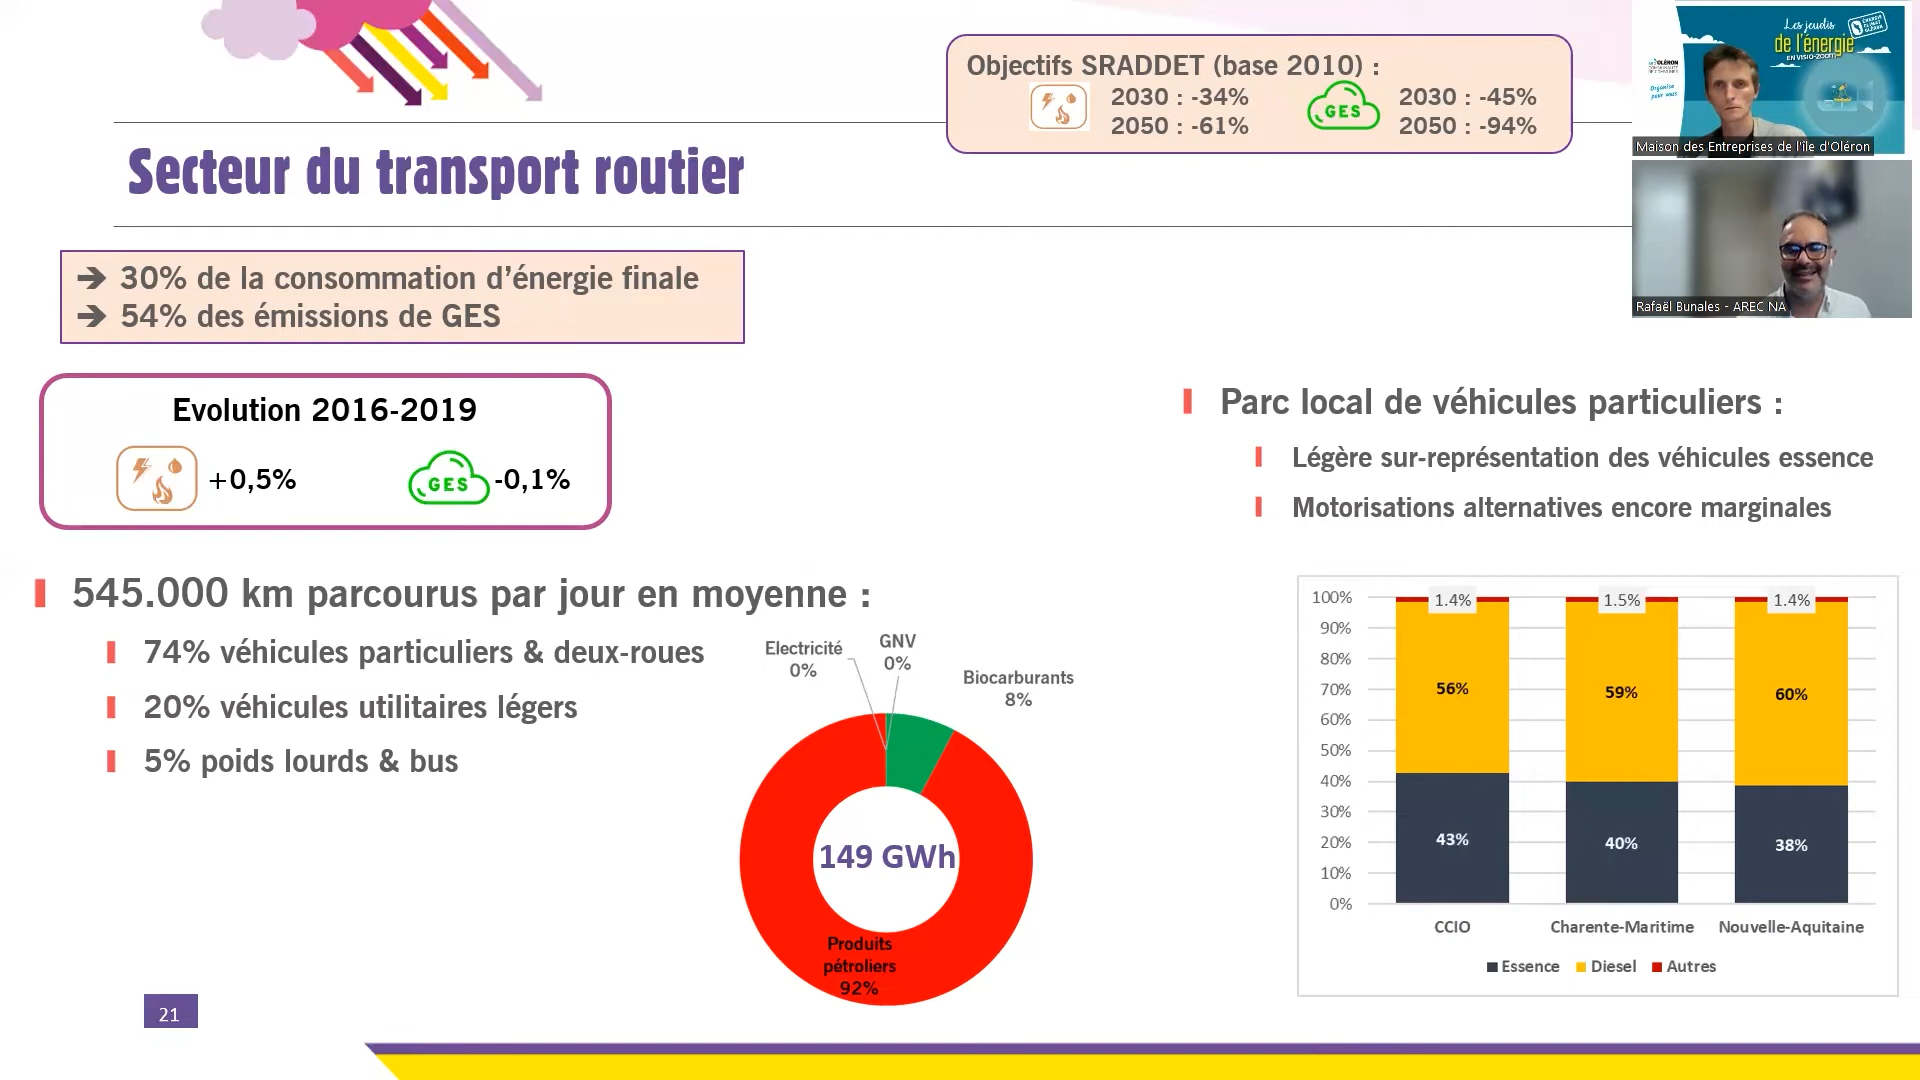 Objectifs SRADDET (base 2010) :
2030 : -34%
2050 : -61%
GES
2030 : -45%
2050 : -94%
Les jeudis
de l'énergie
EN VISIO-ZOOM
ÉNERGIE
CLIMAT
OLÉRON
Maison des Entreprises de l'île d'Oléron
Rafaël Bunales - AREC NA
Secteur du transport routier
➔ 30% de la consommation d’énergie finale
➔ 54% des émissions de GES
Evolution 2016-2019
+0,5%
GES
-0,1%
545.000 km parcourus par jour en moyenne :
74% véhicules particuliers & deux-roues
20% véhicules utilitaires légers
5% poids lourds & bus
Electricité
0%
GNV
0%
Biocarburants
8%
149 GWh
Produits
pétroliers
92%
Parc local de véhicules particuliers :
Légère sur-représentation des véhicules essence
Motorisations alternatives encore marginales
100%
90%
80%
70%
60%
50%
40%
30%
20%
10%
0%
1.4% 1.5% 1.4%
56% 59% 60%
43% 40% 38%
CCIO Charente-Maritime Nouvelle-Aquitaine
Essence Diesel Autres
21